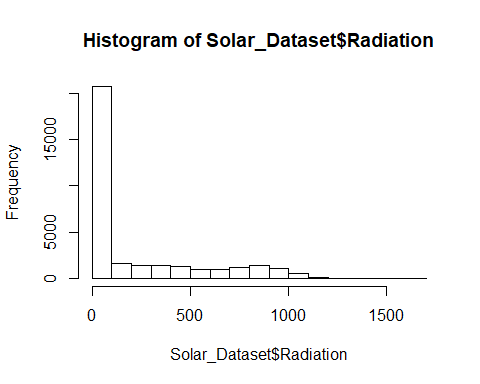 Histogram of Solar_Dataset$Radiation
Frequency
15000
5000
0
0 500 1000 1500
Solar_Dataset$Radiation